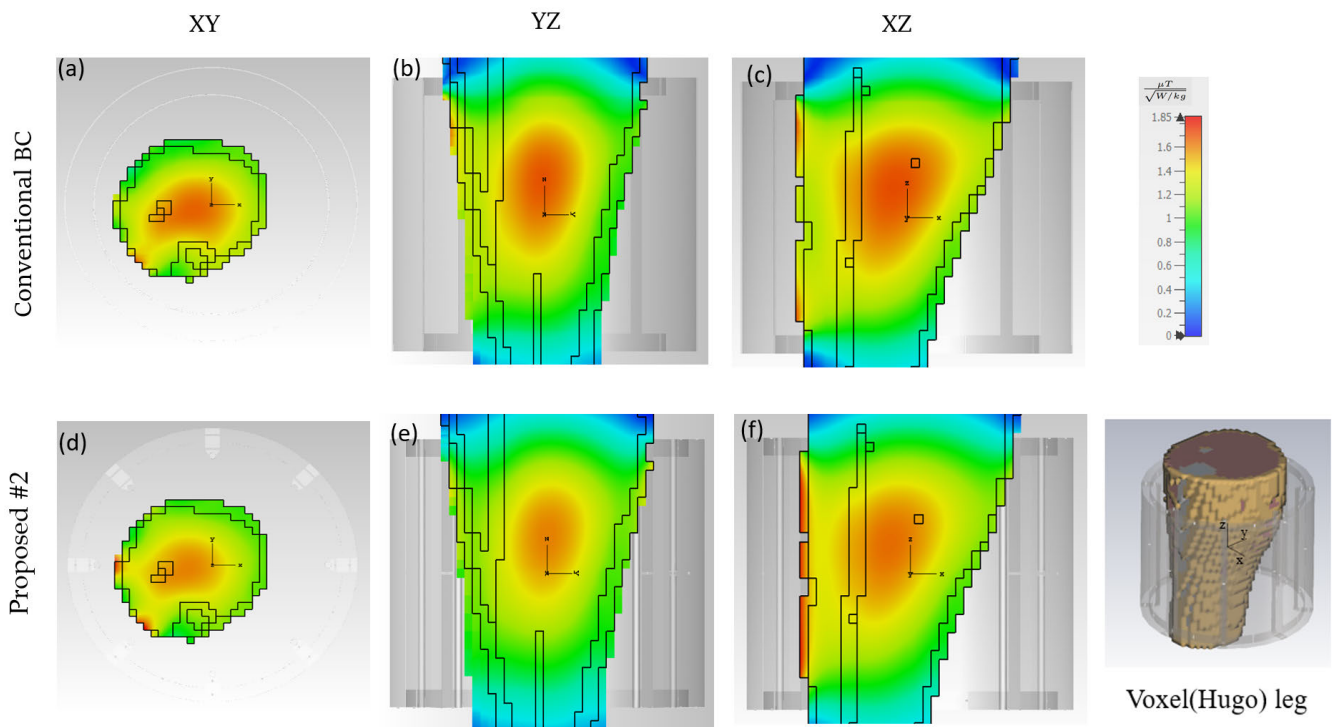 XY
YZ
XZ
Conventional BC
(a)
(b)
(c)
y
x
z
Y
z
y
x
μT
√W/kg
1.85
1.6
1.4
1.2
1
0.8
0.6
0.4
0.2
0
Proposed #2
(d)
(e)
(f)
y
x
Y
z
y
x
z
y
x
Voxel(Hugo) leg